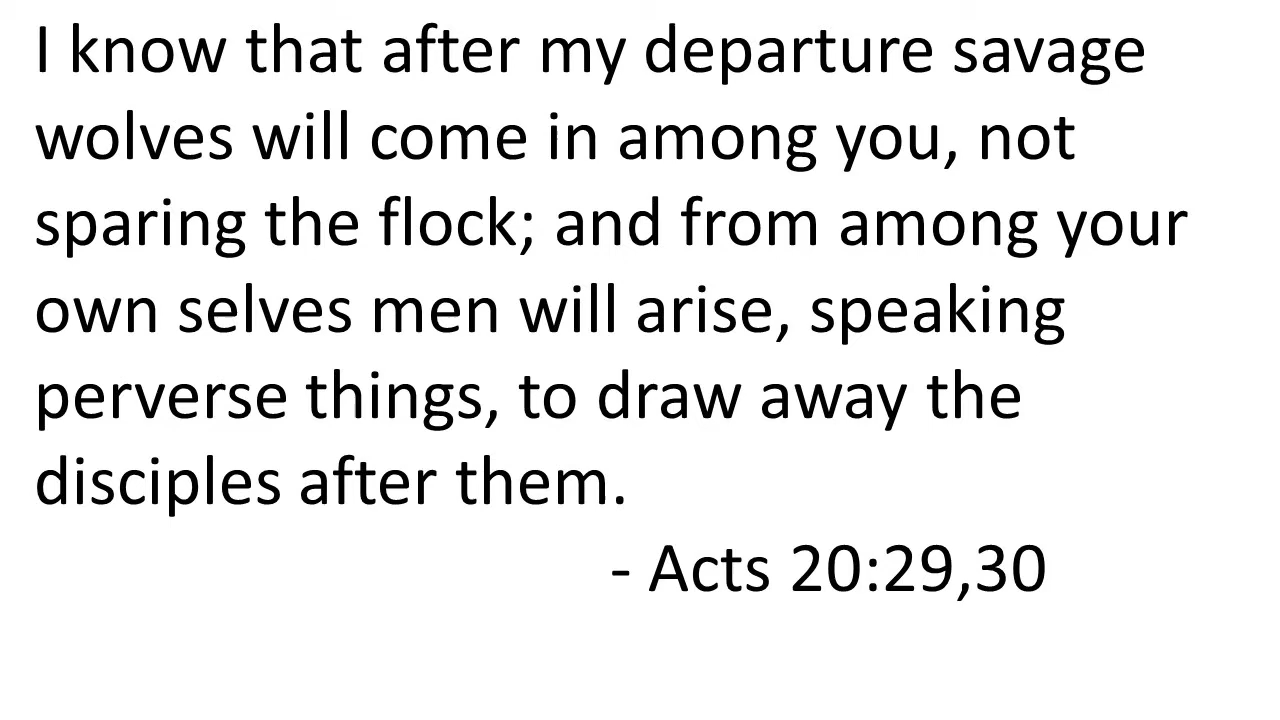 I know that after my departure savage
wolves will come in among you, not
sparing the flock; and from among your
own selves men will arise, speaking
perverse things, to draw away the
disciples after them.
- Acts 20:29,30